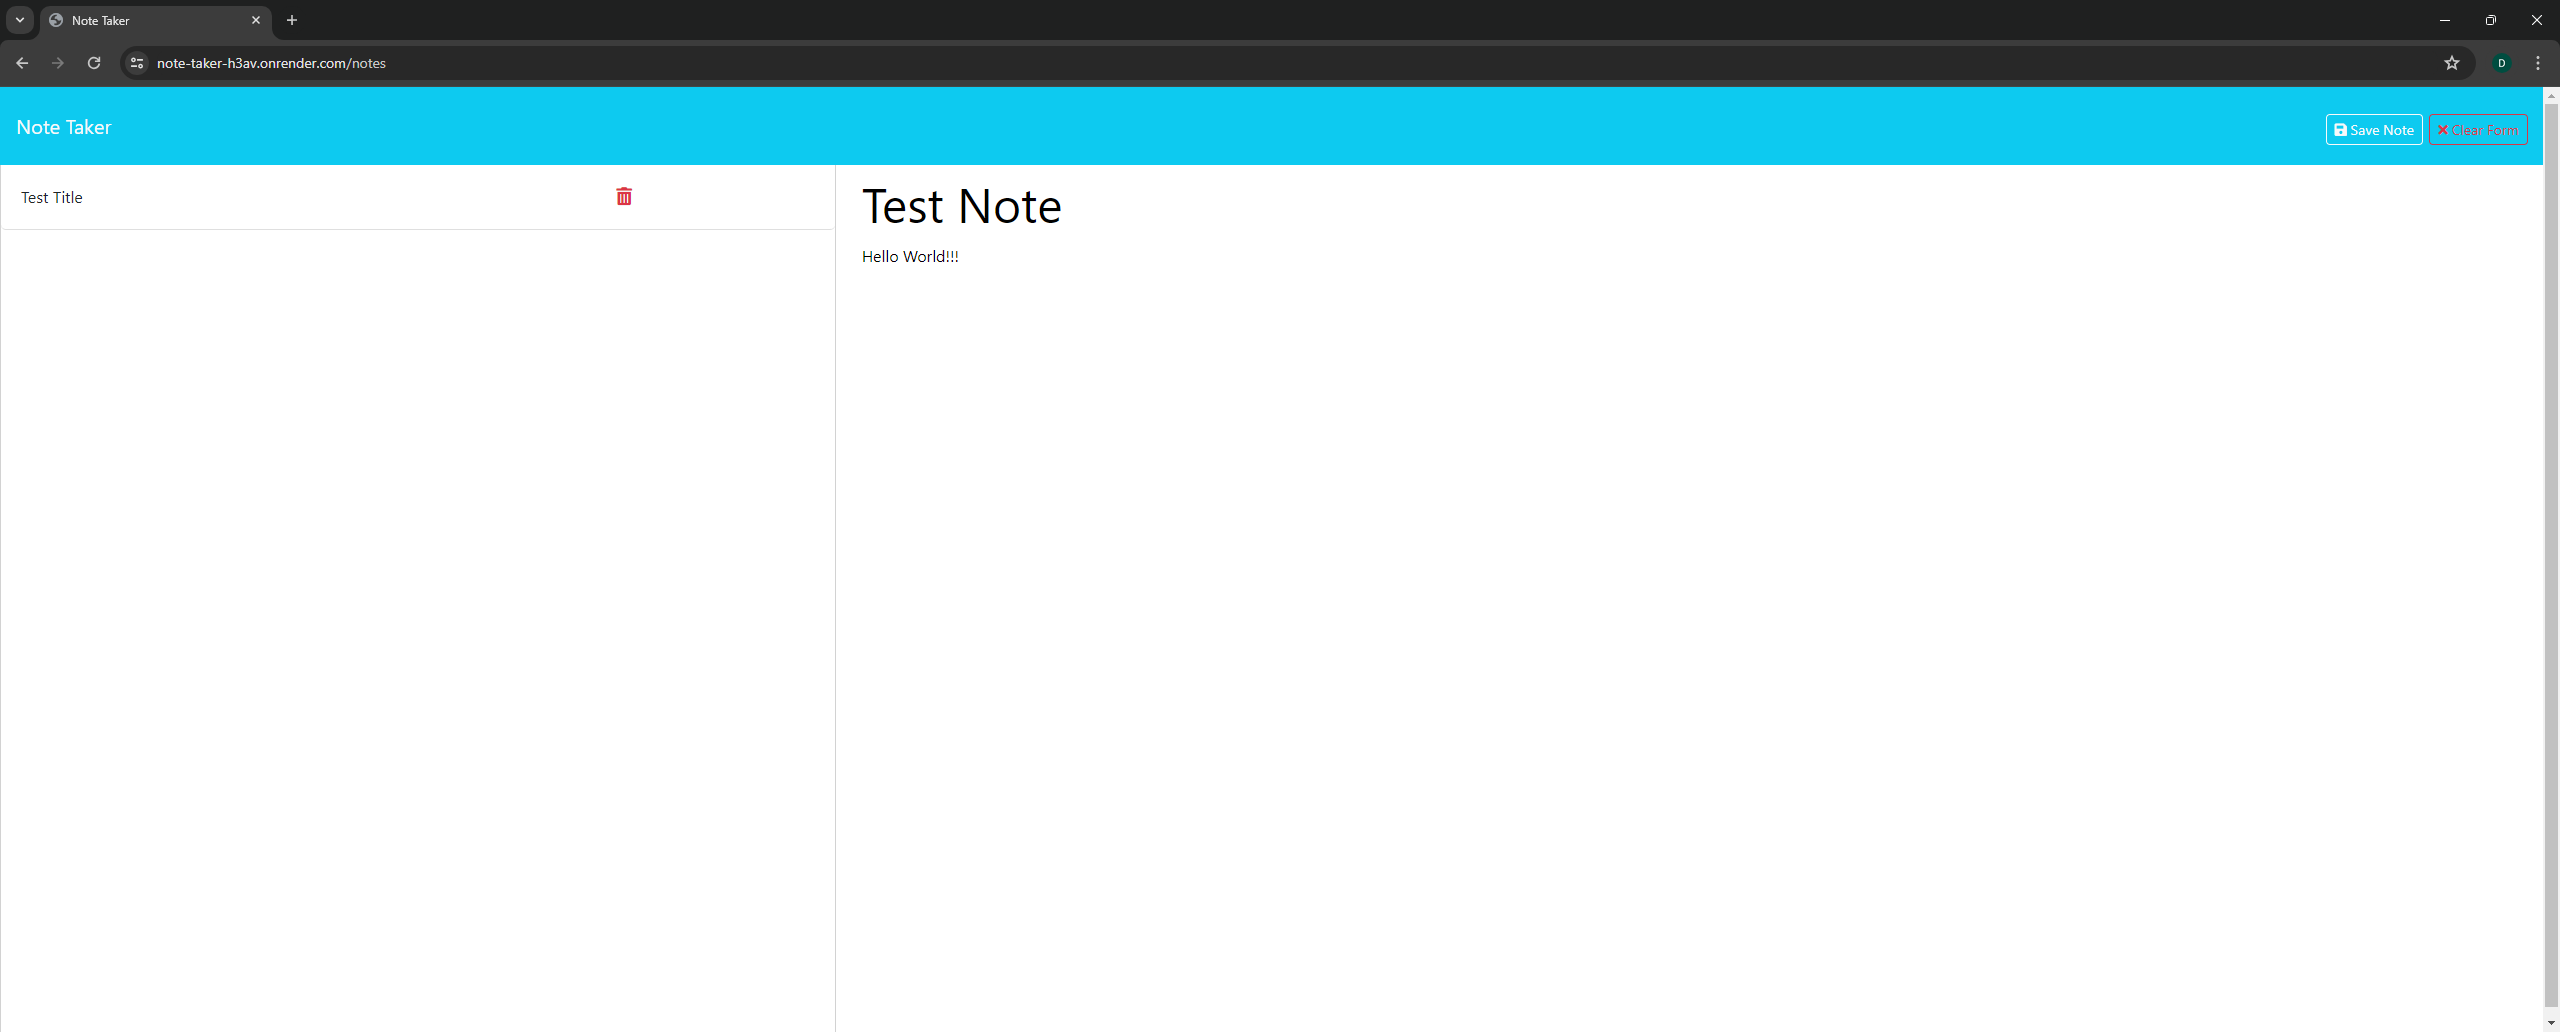 Note Taker
note-taker-h3av.onrender.com/notes
D
Note Taker
Save Note
Clear Form
Test Title
Test Note
Hello World!!!